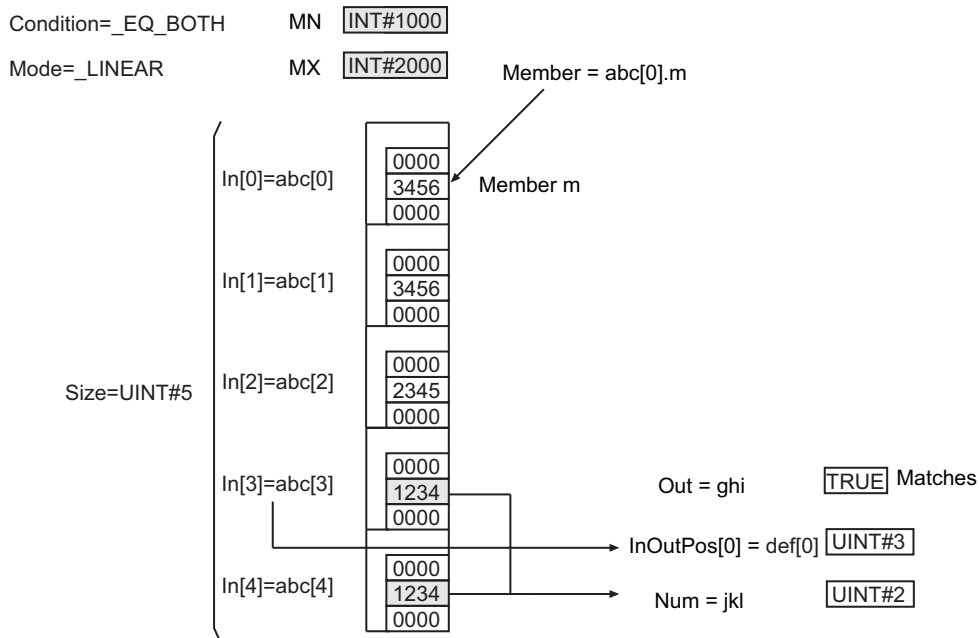 Condition=_EQ_BOTH MN INT#1000
Mode=_LINEAR MX INT#2000
Member = abc[0].m
0000
In[0]=abc[0] 3456 Member m
0000
0000
In[1]=abc[1] 3456
0000
0000
Size=UINT#5 In[2]=abc[2] 2345
0000
0000
In[3]=abc[3] 1234 Out = ghi TRUE Matches
0000
InOutPos[0] = def[0] UINT#3
0000
In[4]=abc[4] 1234 Num = jkl UINT#2
0000